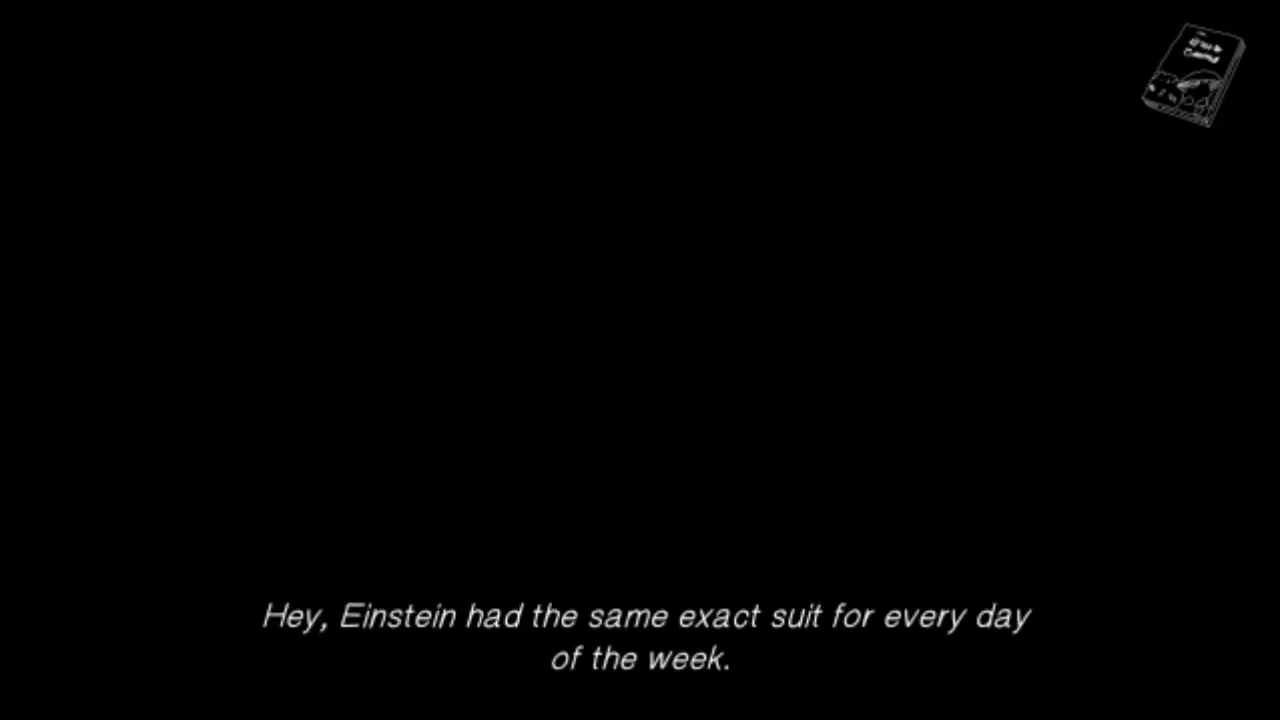 Hey, Einstein had the same exact suit for every day
of the week.